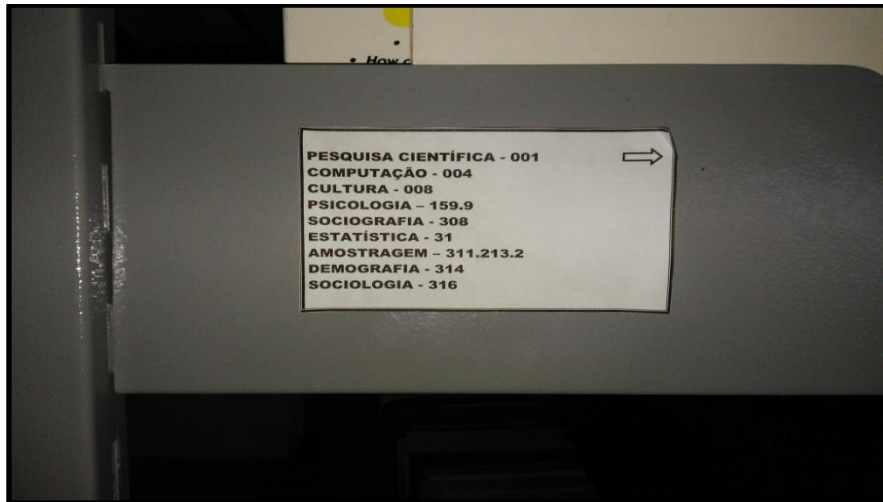 • How
PESQUISA CIENTÍFICA - 001
COMPUTAÇÃO - 004
CULTURA - 008
PSICOLOGIA – 159.9
SOCIOGRAFIA - 308
ESTATÍSTICA - 31
AMOSTRAGEM – 311.213.2
DEMOGRAFIA - 314
SOCIOLOGIA - 316